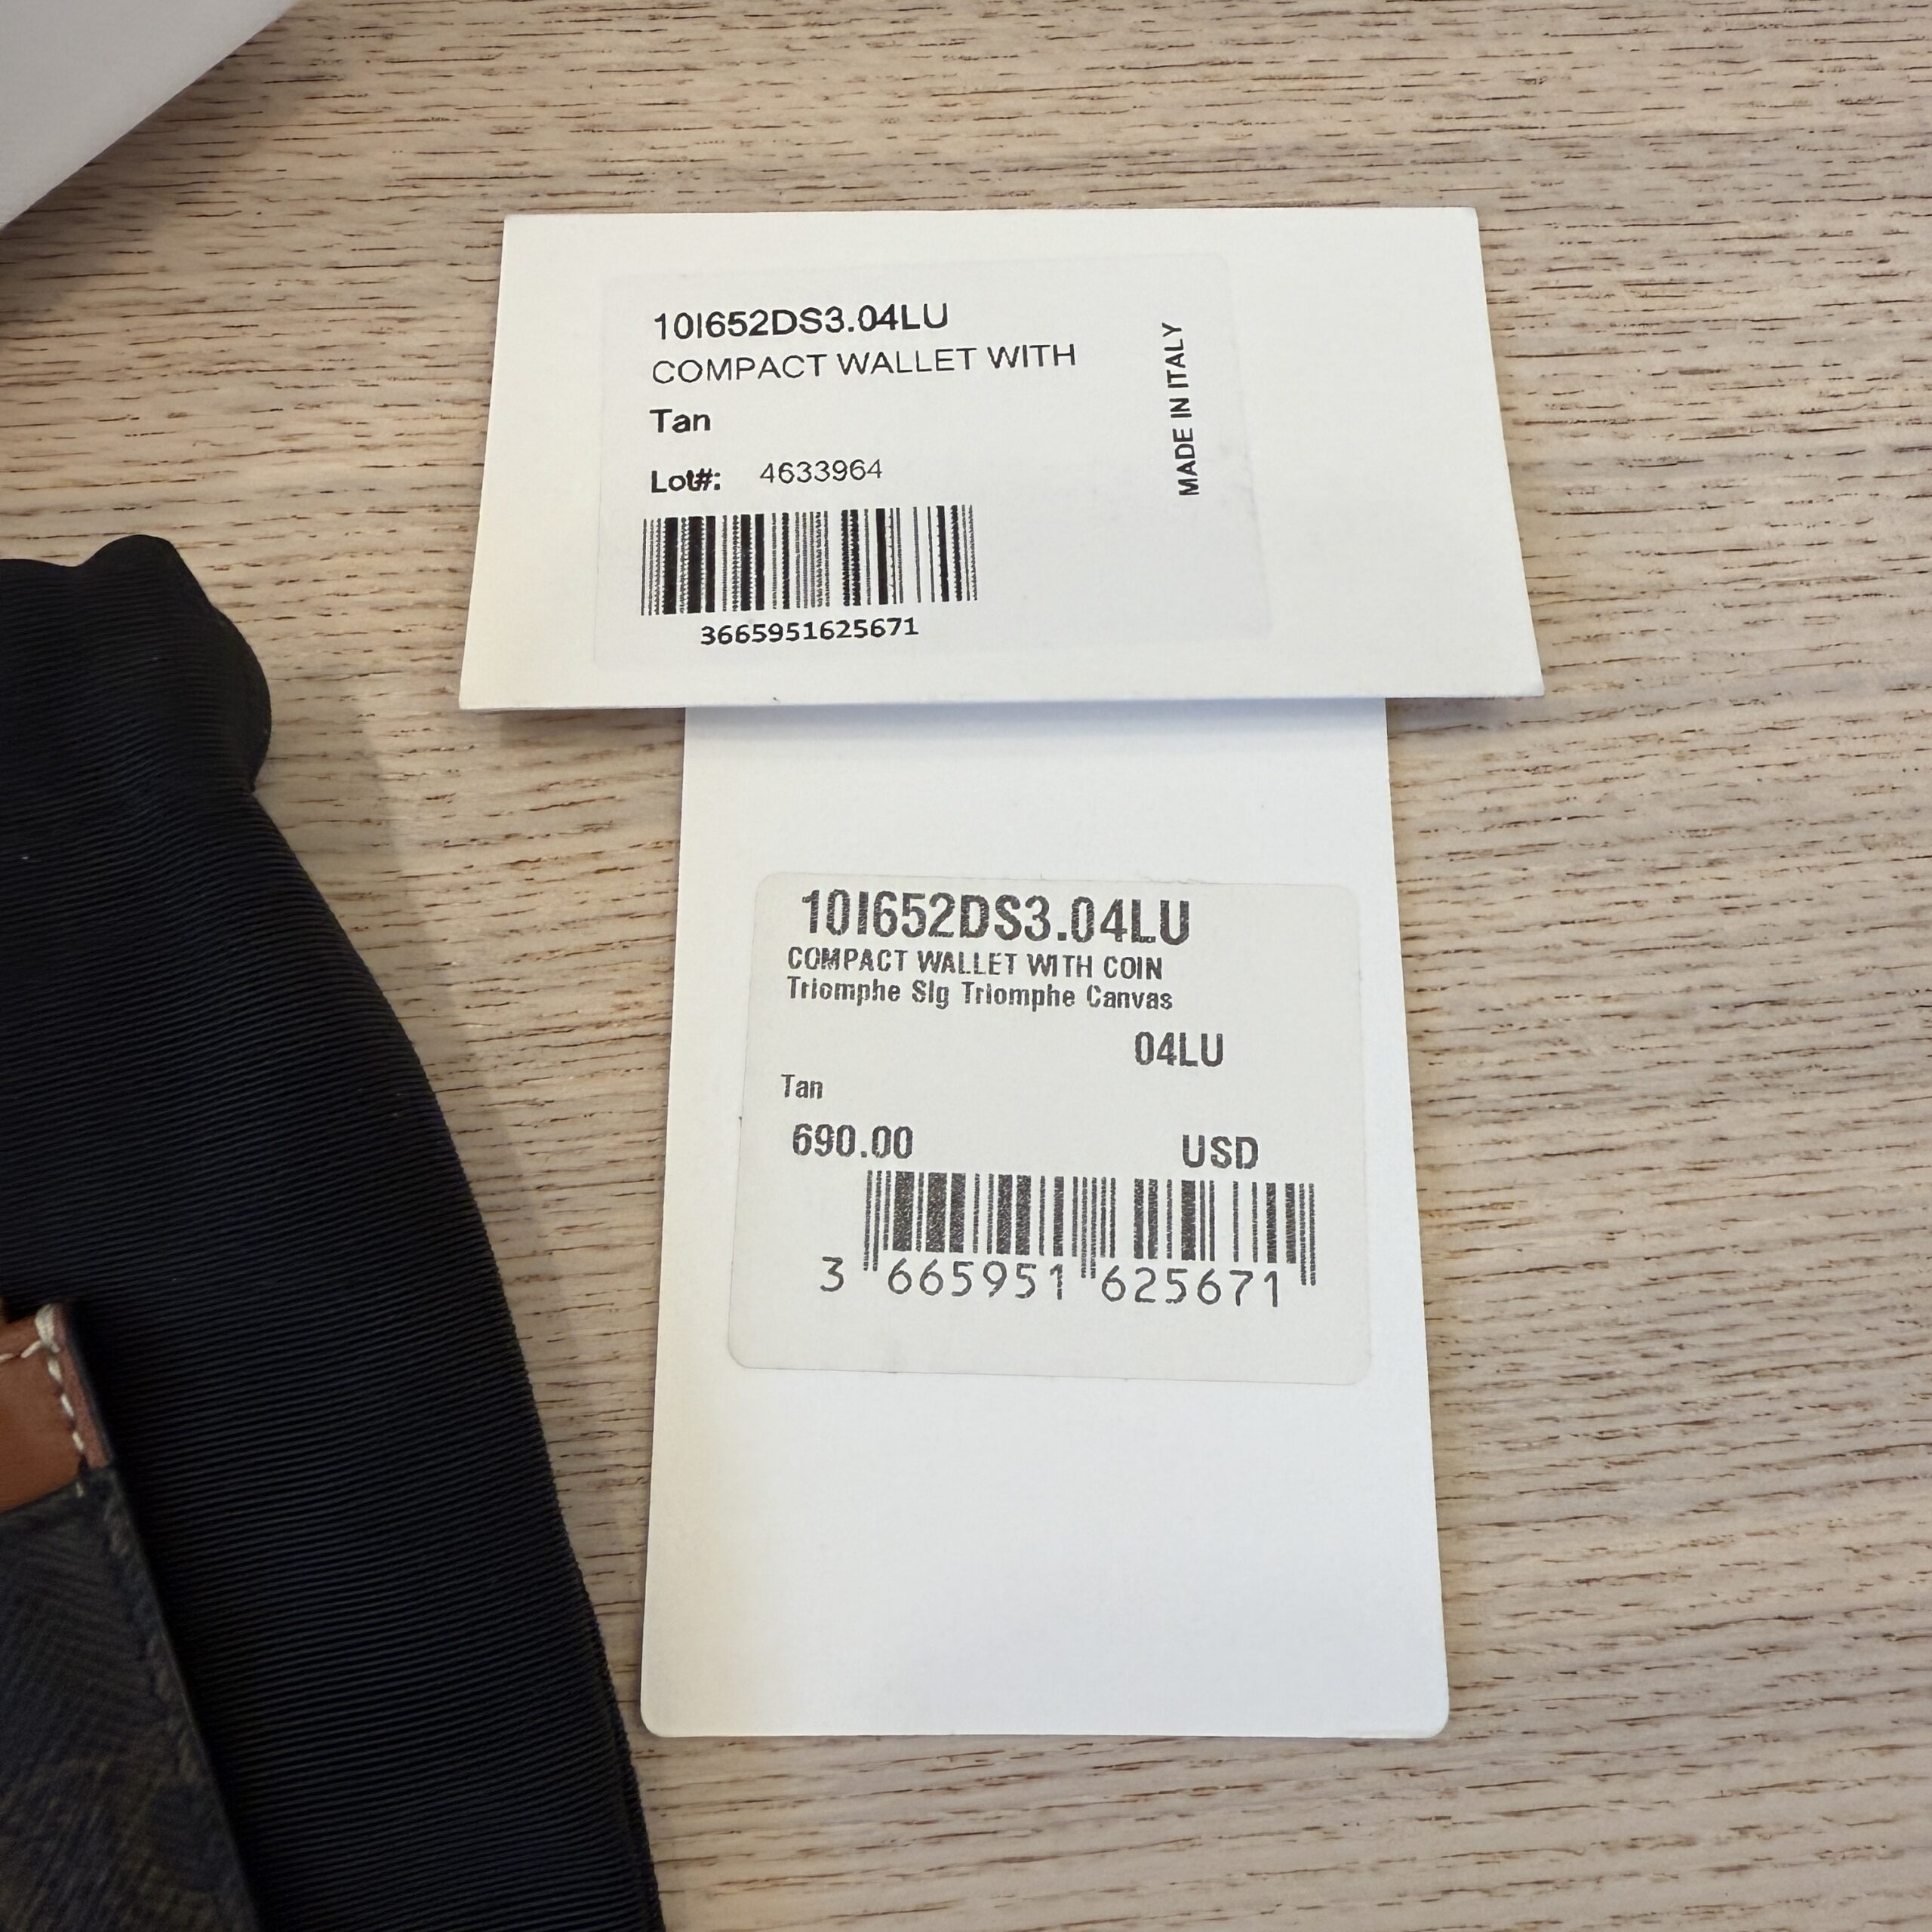 10I652DS3.04LU
COMPACT WALLET WITH
Tan
Lot#: 4633964
3665951625671
MADE IN ITALY
10I652DS3.04LU
COMPACT WALLET WITH COIN
Triomphe Slg Triomphe Canvas
04LU
Tan
690.00 USD
3 665951 625671